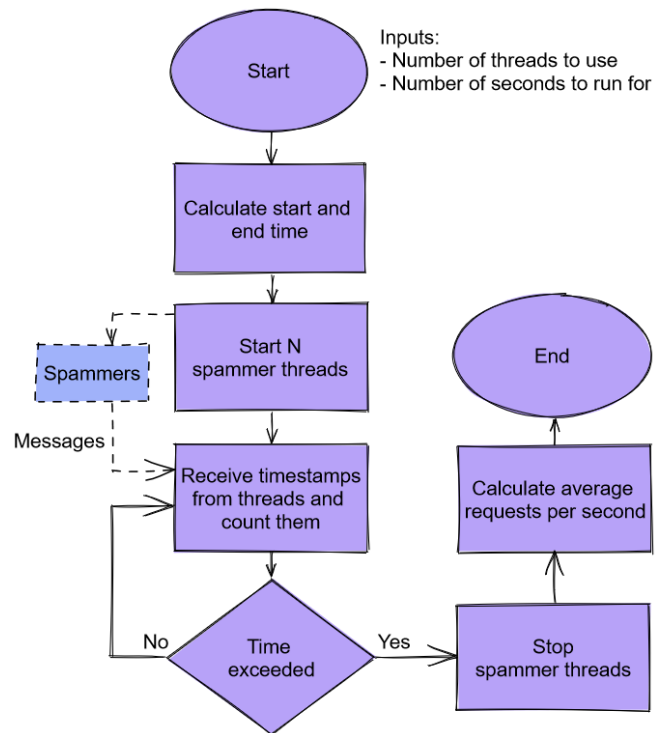 Start
Inputs:
- Number of threads to use
- Number of seconds to run for
Calculate start and
end time
Start N
spammer threads
Spammers
Messages
Receive timestamps
from threads and
count them
Time
exceeded
No
Yes
Stop
spammer threads
Calculate average
requests per second
End